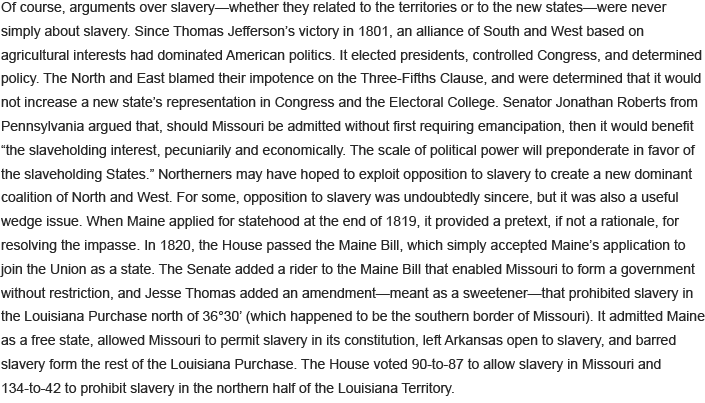 Of course, arguments over slavery—whether they related to the territories or to the new states—were never
simply about slavery. Since Thomas Jefferson’s victory in 1801, an alliance of South and West based on
agricultural interests had dominated American politics. It elected presidents, controlled Congress, and determined
policy. The North and East blamed their impotence on the Three-Fifths Clause, and were determined that it would
not increase a new state’s representation in Congress and the Electoral College. Senator Jonathan Roberts from
Pennsylvania argued that, should Missouri be admitted without first requiring emancipation, then it would benefit
“the slaveholding interest, pecuniarily and economically. The scale of political power will preponderate in favor of
the slaveholding States.” Northerners may have hoped to exploit opposition to slavery to create a new dominant
coalition of North and West. For some, opposition to slavery was undoubtedly sincere, but it was also a useful
wedge issue. When Maine applied for statehood at the end of 1819, it provided a pretext, if not a rationale, for
resolving the impasse. In 1820, the House passed the Maine Bill, which simply accepted Maine’s application to
join the Union as a state. The Senate added a rider to the Maine Bill that enabled Missouri to form a government
without restriction, and Jesse Thomas added an amendment—meant as a sweetener—that prohibited slavery in
the Louisiana Purchase north of 36°30’ (which happened to be the southern border of Missouri). It admitted Maine
as a free state, allowed Missouri to permit slavery in its constitution, left Arkansas open to slavery, and barred
slavery form the rest of the Louisiana Purchase. The House voted 90-to-87 to allow slavery in Missouri and
134-to-42 to prohibit slavery in the northern half of the Louisiana Territory.